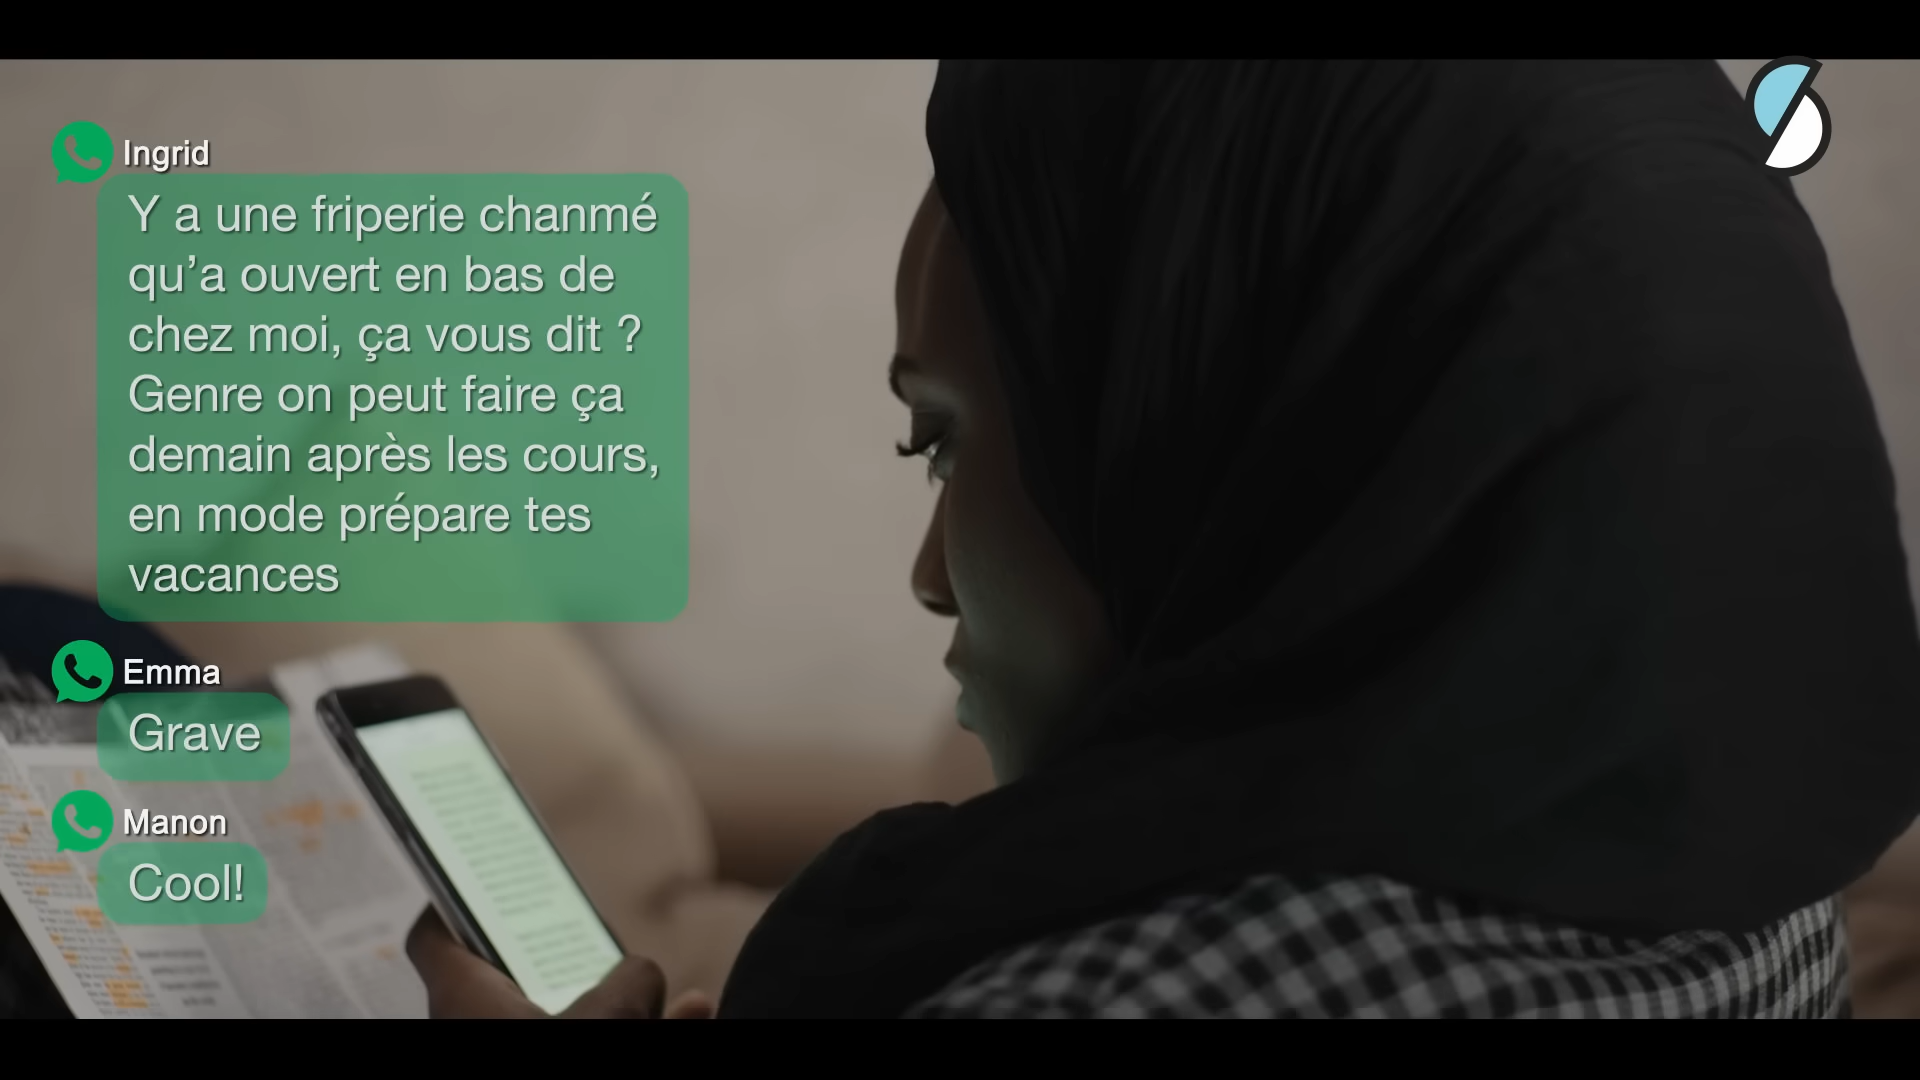 Ingrid
Y a une friperie chanmé
qu’a ouvert en bas de
chez moi, ça vous dit ?
Genre on peut faire ça
demain après les cours,
en mode prépare tes
vacances
Emma
Grave
Manon
Cool!